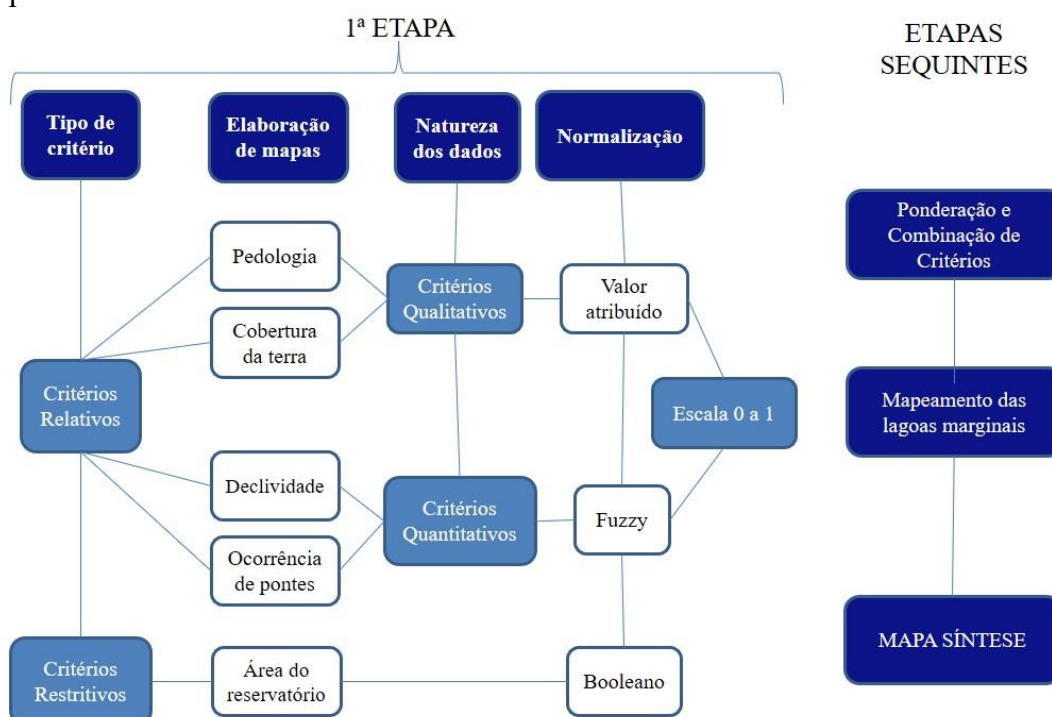 1ª ETAPA
ETAPAS
SEQUINTES
Tipo de
critério
Elaboração
de mapas
Natureza
dos dados
Normalização
Ponderação e
Combinação de
Critérios
Pedologia
Critérios
Qualitativos
Valor
atribuído
Cobertura
da terra
Critérios
Relativos
Escala 0 a 1
Mapeamento das
lagoas marginais
Declividade
Critérios
Quantitativos
Fuzzy
Ocorrência
de pontes
Critérios
Restritivos
Área do
reservatório
Booleano
MAPA SÍNTESE